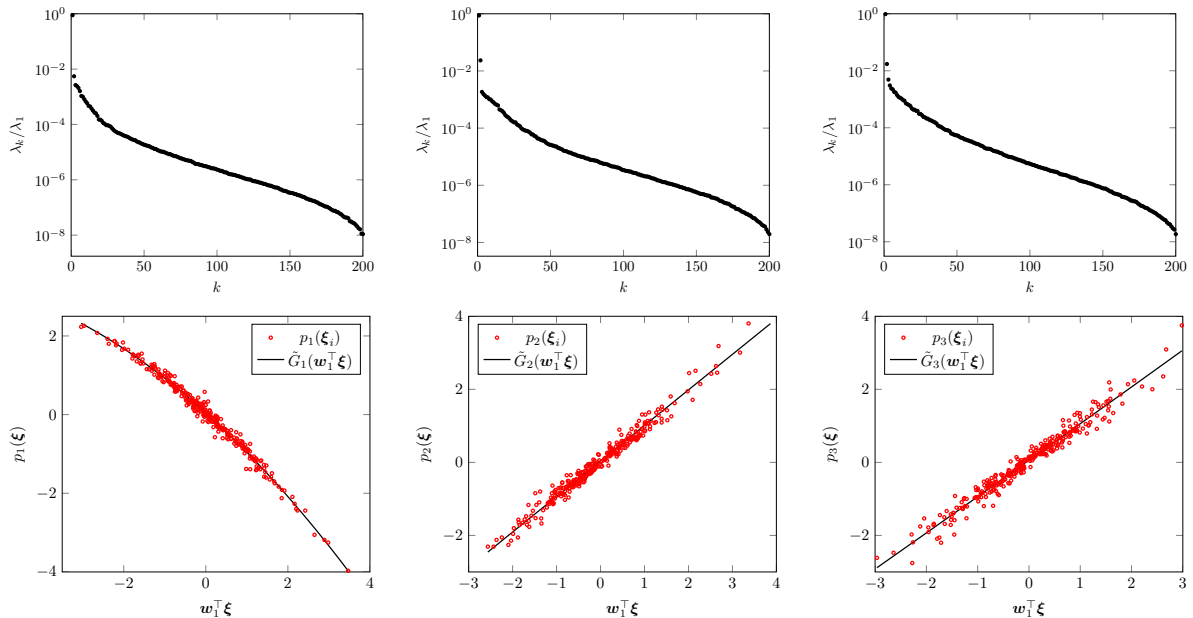 10^0
10^{-2}
10^{-4}
10^{-6}
10^{-8}
λ_k/λ_1
0 50 100 150 200
k
10^0
10^{-2}
10^{-4}
10^{-6}
10^{-8}
λ_k/λ_1
0 50 100 150 200
k
10^0
10^{-2}
10^{-4}
10^{-6}
10^{-8}
λ_k/λ_1
0 50 100 150 200
k
2
0
−2
−4
p_1(ξ)
p_1(ξ_i)
G̃_1(w_1^⊤ξ)
−2 0 2 4
w_1^⊤ξ
4
2
0
−2
p_2(ξ)
p_2(ξ_i)
G̃_2(w_1^⊤ξ)
−3 −2 −1 0 1 2 3 4
w_1^⊤ξ
4
2
0
−2
p_3(ξ)
p_3(ξ_i)
G̃_3(w_1^⊤ξ)
−3 −2 −1 0 1 2 3
w_1^⊤ξ